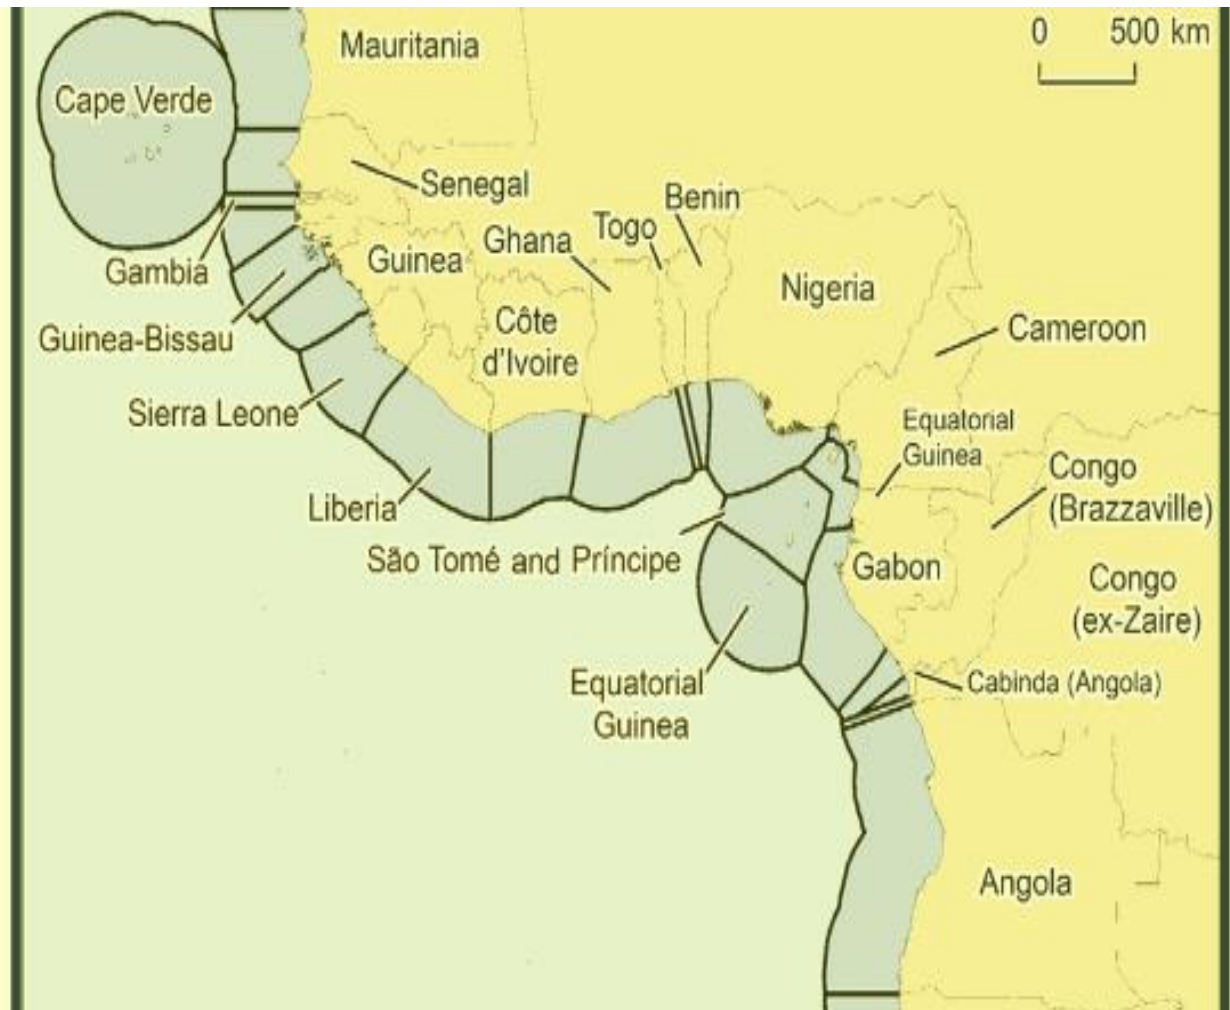 Mauritania
0 500 km
Cape Verde
Senegal
Benin
Togo
Ghana
Guinea
Gambia
Nigeria
Côte
d'Ivoire
Cameroon
Guinea-Bissau
Sierra Leone
Equatorial
Guinea
Congo
(Brazzaville)
Liberia
São Tomé and Príncipe
Gabon
Congo
(ex-Zaire)
Equatorial
Guinea
Cabinda (Angola)
Angola